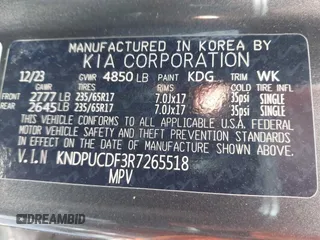 MANUFACTURED IN KOREA BY
KIA CORPORATION
12/23 GVWR 4850 LB PAINT KDG TRIM WK
GAWR TIRES RIMS
FRONT 2777 LB 235/65R17 7.0Jx17 35psi SINGLE
REAR 2645 LB 235/65R17 7.0Jx17 35psi SINGLE
THIS VEHICLE CONFORMS TO ALL APPLICABLE
U.S. FEDERAL MOTOR VEHICLE SAFETY AND
THEFT PREVENTION STANDARDS IN EFFECT ON
THE DATE OF MANUFACTURE SHOWN ABOVE.
V.I.N KNDPUCDF3R7265518
MPV
DREAMBID